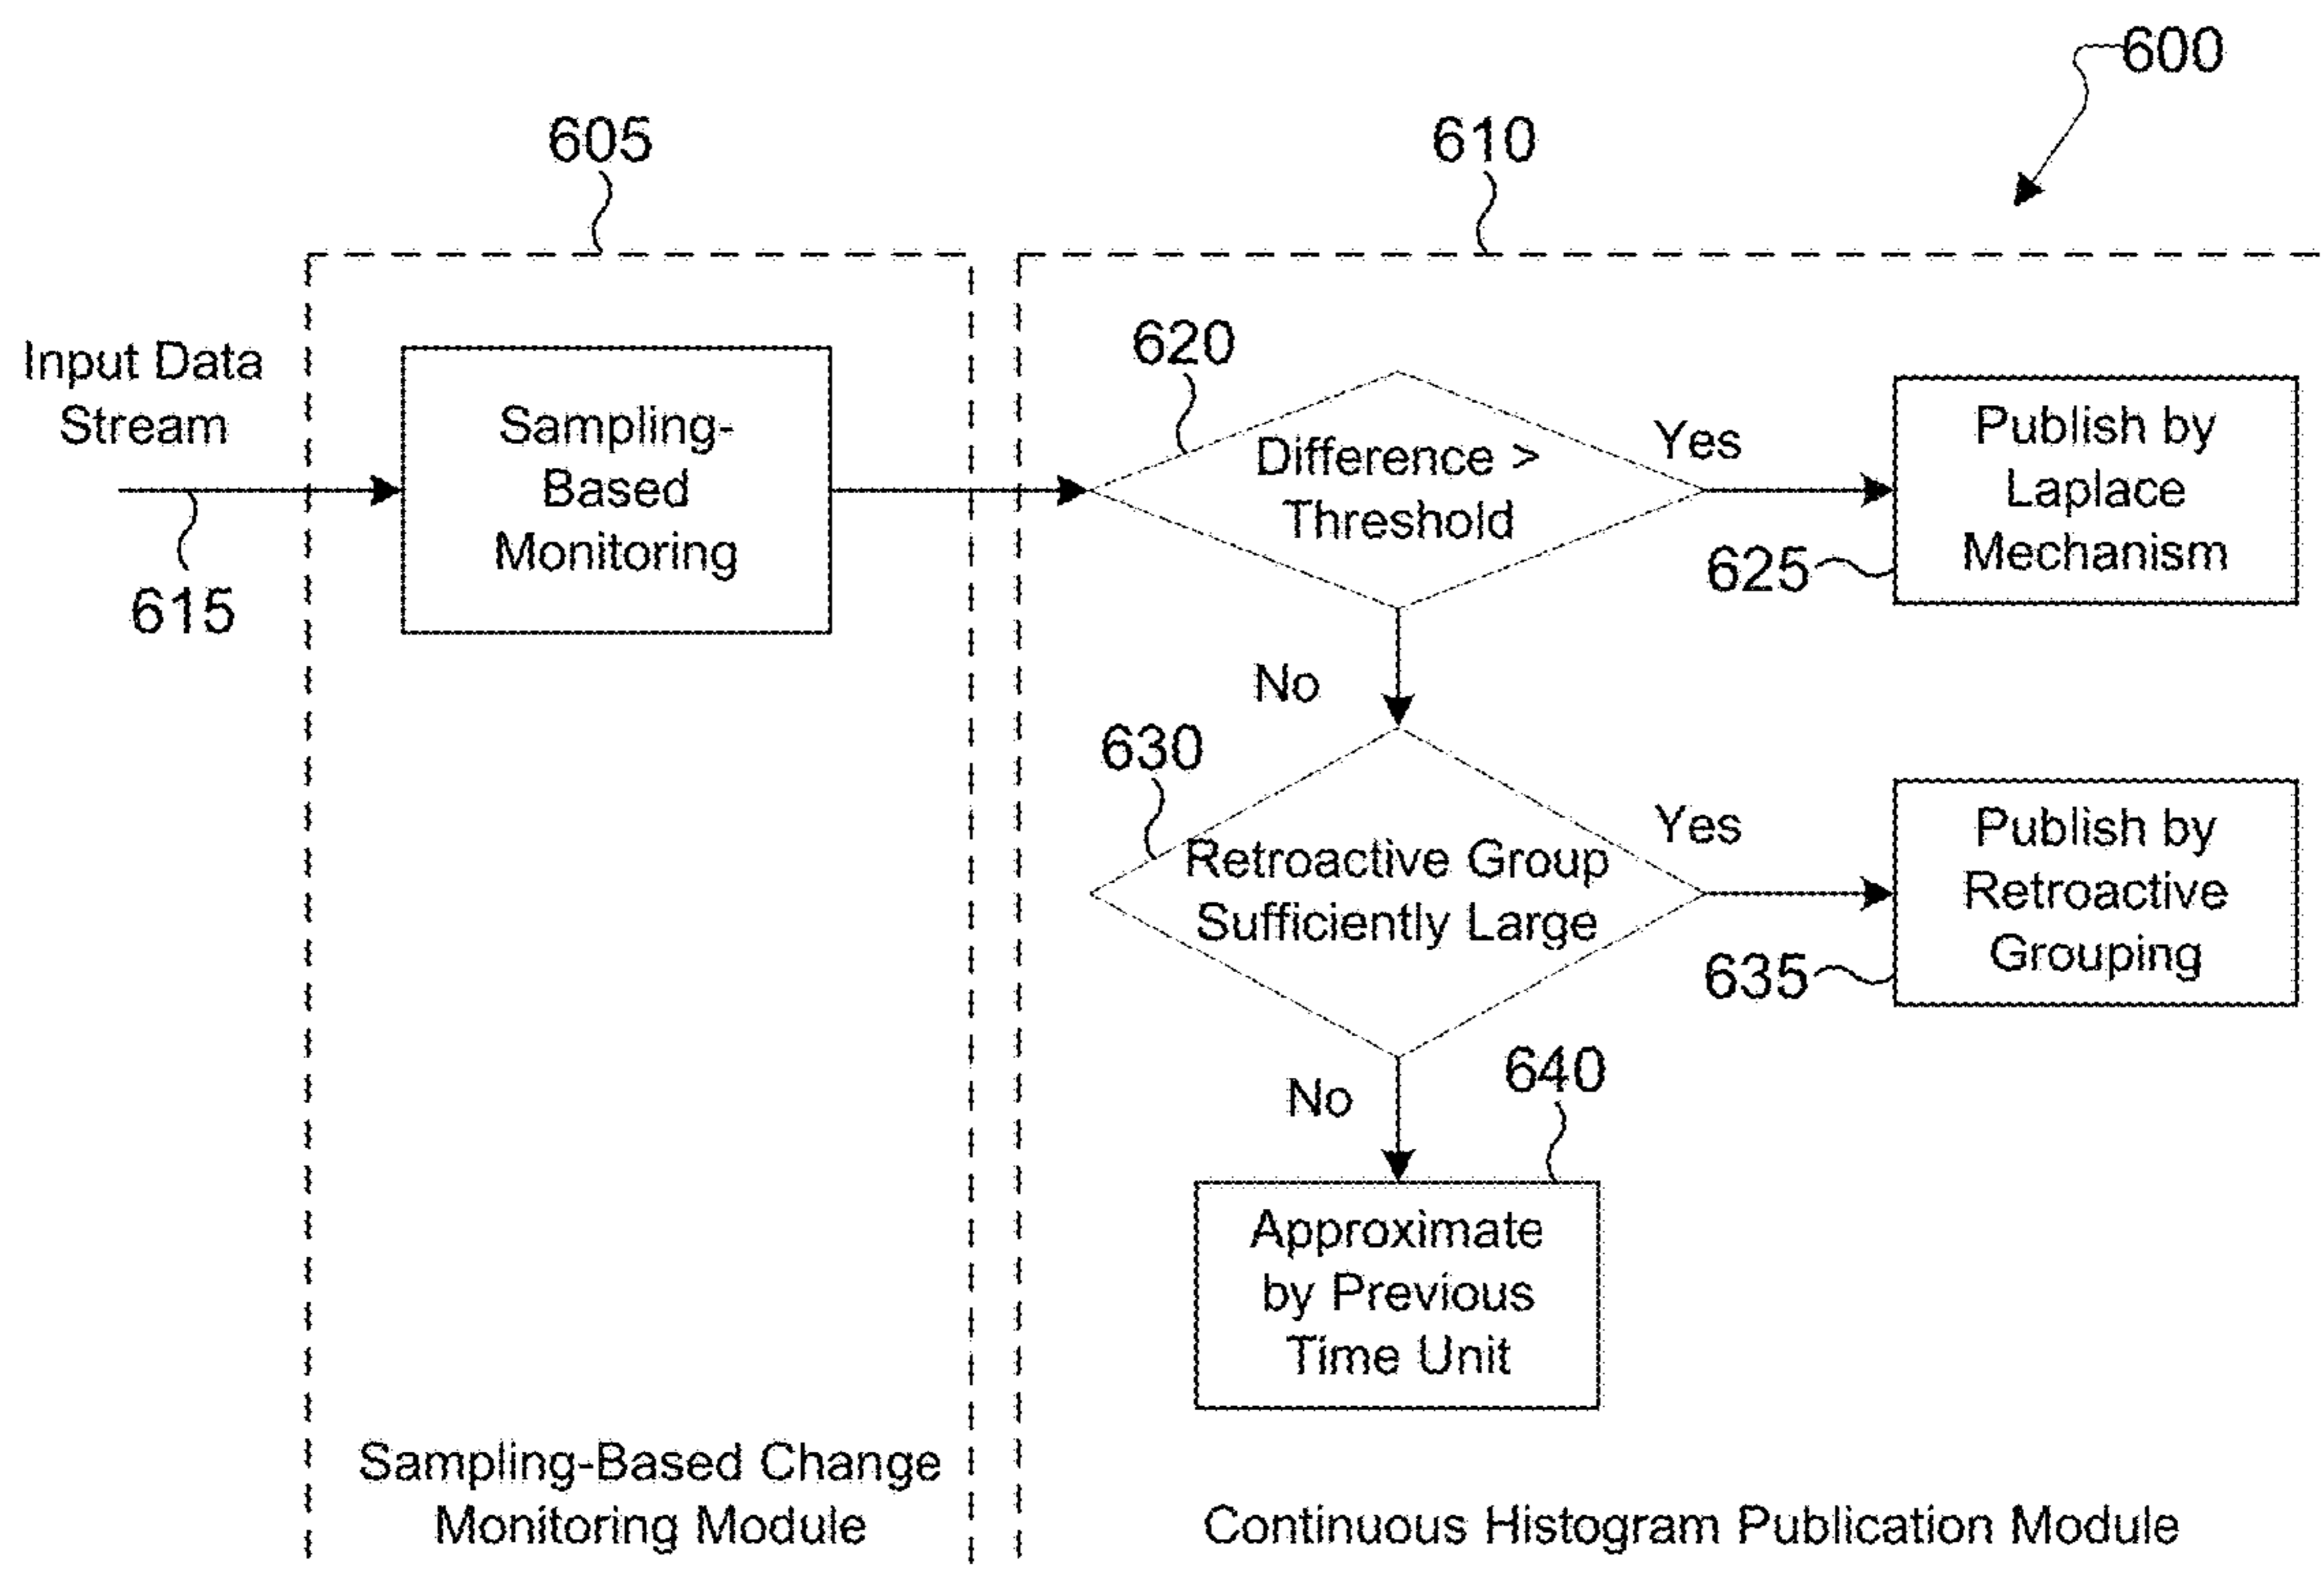 600
605
610
Input Data
Stream
615
Sampling-
Based
Monitoring
620
Difference >
Threshold
Yes
Publish by
Laplace
Mechanism
625
No
630
Retroactive Group
Sufficiently Large
Yes
Publish by
Retroactive
Grouping
635
No
640
Approximate
by Previous
Time Unit
Sampling-Based Change
Monitoring Module
Continuous Histogram Publication Module